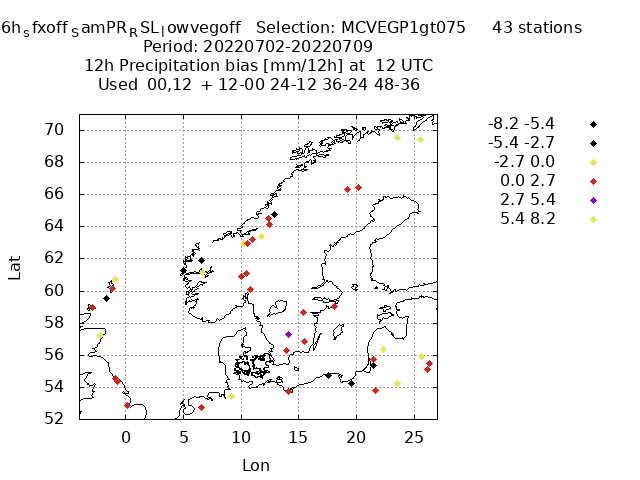 6h_sfxoff_SamPR_RSL_lowvegoff Selection: MCVEGP1gt075 43 stations
Period: 20220702-20220709
12h Precipitation bias [mm/12h] at 12 UTC
Used 00,12 + 12-00 24-12 36-24 48-36
-8.2 -5.4
-5.4 -2.7
-2.7 0.0
0.0 2.7
2.7 5.4
5.4 8.2
70
68
66
64
62
60
58
56
54
52
Lat
0 5 10 15 20 25
Lon